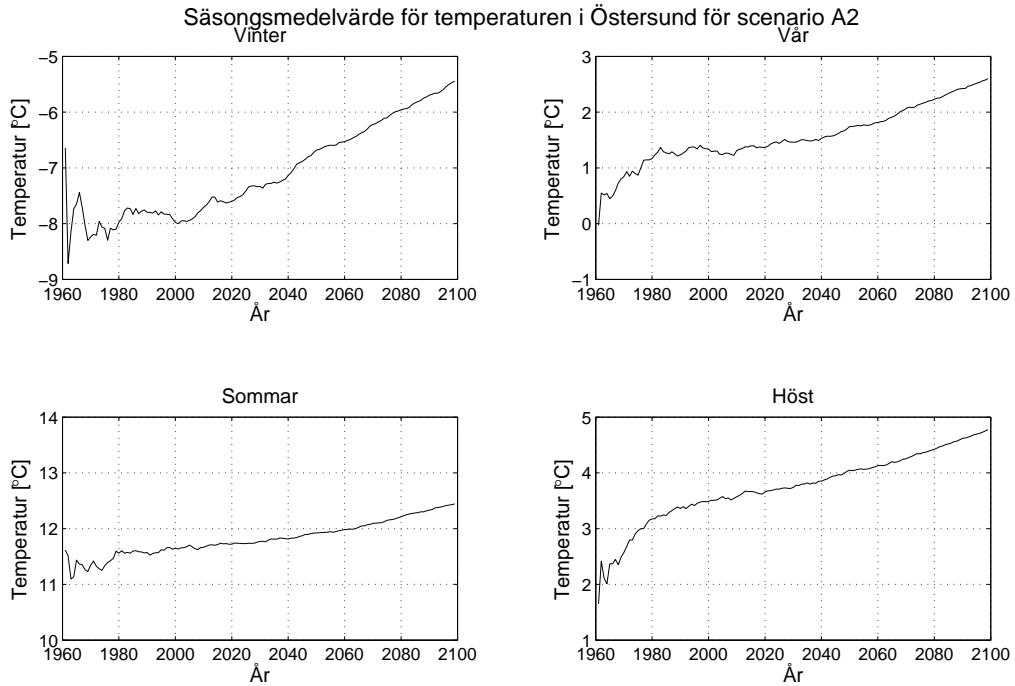 Säsongsmedelvärde för temperaturen i Östersund för scenario A2
Vinter
−5
−6
−7
−8
−9
Temperatur [°C]
1960 1980 2000 2020 2040 2060 2080 2100
År
Vår
3
2
1
0
−1
Temperatur [°C]
1960 1980 2000 2020 2040 2060 2080 2100
År
Sommar
14
13
12
11
10
Temperatur [°C]
1960 1980 2000 2020 2040 2060 2080 2100
År
Höst
5
4
3
2
1
Temperatur [°C]
1960 1980 2000 2020 2040 2060 2080 2100
År